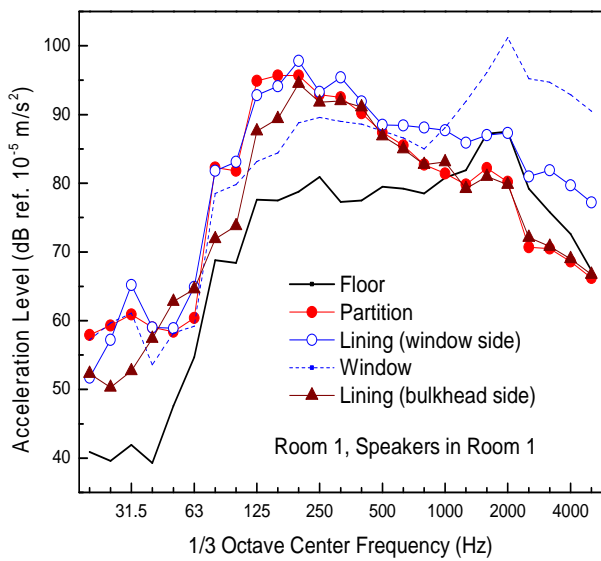 Acceleration Level (dB ref. 10⁻⁵ m/s²)
100
90
80
70
60
50
40
Floor
Partition
Lining (window side)
Window
Lining (bulkhead side)
Room 1, Speakers in Room 1
31.5 63 125 250 500 1000 2000 4000
1/3 Octave Center Frequency (Hz)